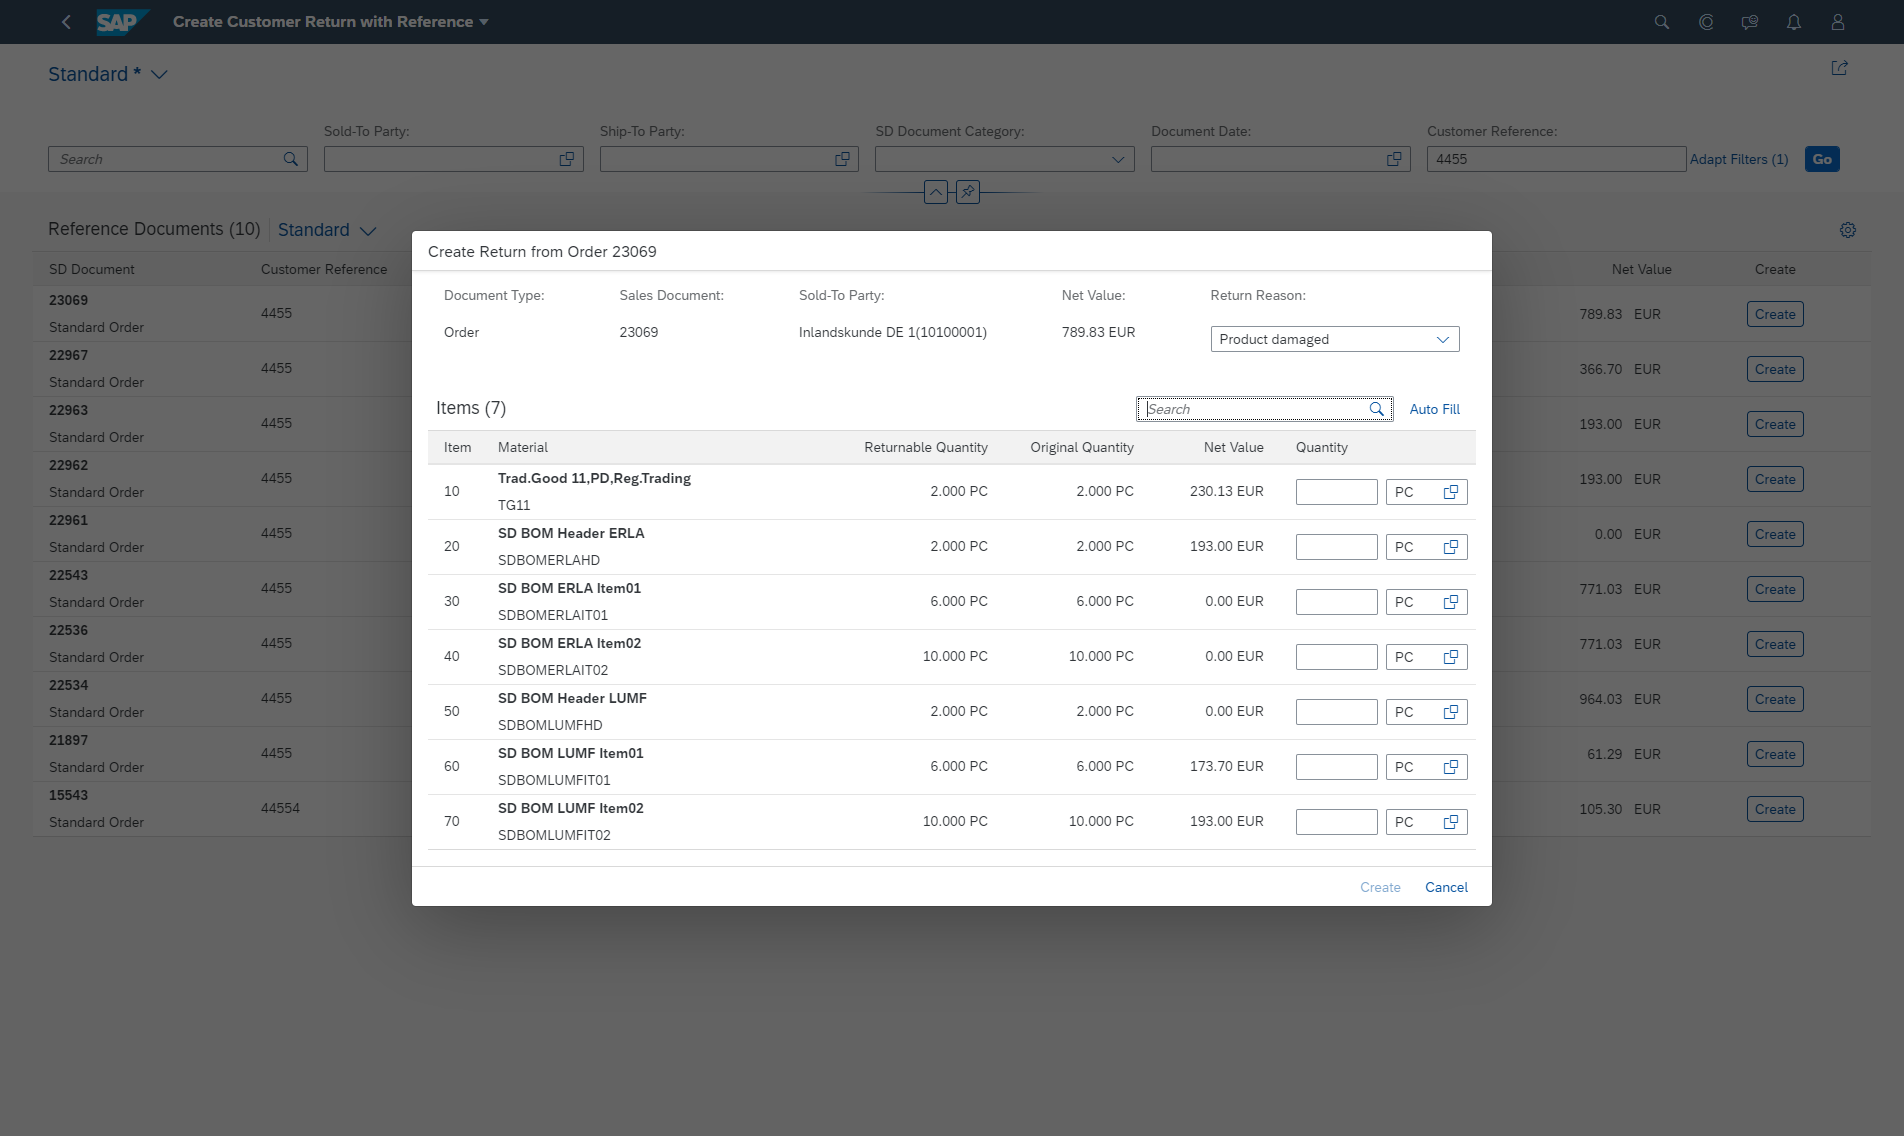 SAP Create Customer Return with Reference
Standard *
Sold-To Party: Ship-To Party: SD Document Category: Document Date: Customer Reference:
Search 4455 Adapt Filters (1) Go
Reference Documents (10) Standard
SD Document Customer Reference Net Value Create
23069
Standard Order 4455 789.83 EUR Create
22967
Standard Order 4455 366.70 EUR Create
22963
Standard Order 4455 193.00 EUR Create
22962
Standard Order 4455 193.00 EUR Create
22961
Standard Order 4455 0.00 EUR Create
22543
Standard Order 4455 771.03 EUR Create
22536
Standard Order 4455 771.03 EUR Create
22534
Standard Order 4455 964.03 EUR Create
21897
Standard Order 4455 61.29 EUR Create
15543
Standard Order 44554 105.30 EUR Create
Create Return from Order 23069
Document Type: Sales Document: Sold-To Party: Net Value: Return Reason:
Order 23069 Inlandskunde DE 1(10100001) 789.83 EUR Product damaged
Items (7) Search Auto Fill
Item Material Returnable Quantity Original Quantity Net Value Quantity
Trad.Good 11,PD,Reg.Trading
10 2.000 PC 2.000 PC 230.13 EUR PC
TG11
SD BOM Header ERLA
20 2.000 PC 2.000 PC 193.00 EUR PC
SDBOMERLAHD
SD BOM ERLA Item01
30 6.000 PC 6.000 PC 0.00 EUR PC
SDBOMERLAIT01
SD BOM ERLA Item02
40 10.000 PC 10.000 PC 0.00 EUR PC
SDBOMERLAIT02
SD BOM Header LUMF
50 2.000 PC 2.000 PC 0.00 EUR PC
SDBOMLUMFHD
SD BOM LUMF Item01
60 6.000 PC 6.000 PC 173.70 EUR PC
SDBOMLUMFIT01
SD BOM LUMF Item02
70 10.000 PC 10.000 PC 193.00 EUR PC
SDBOMLUMFIT02
Create Cancel